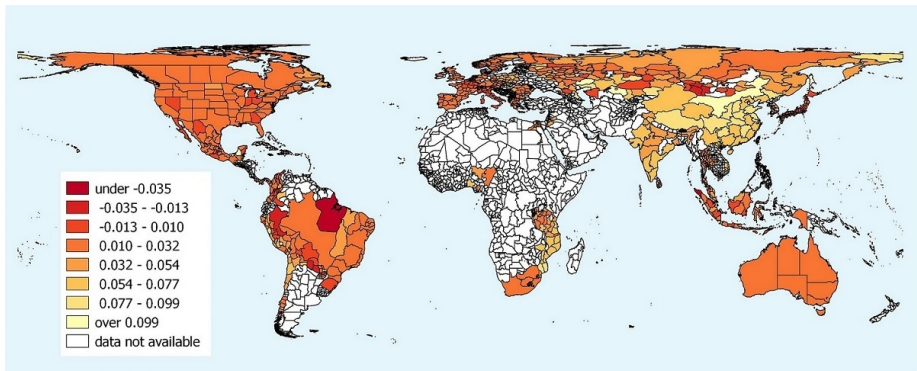 under -0.035
-0.035 - -0.013
-0.013 - 0.010
0.010 - 0.032
0.032 - 0.054
0.054 - 0.077
0.077 - 0.099
over 0.099
data not available